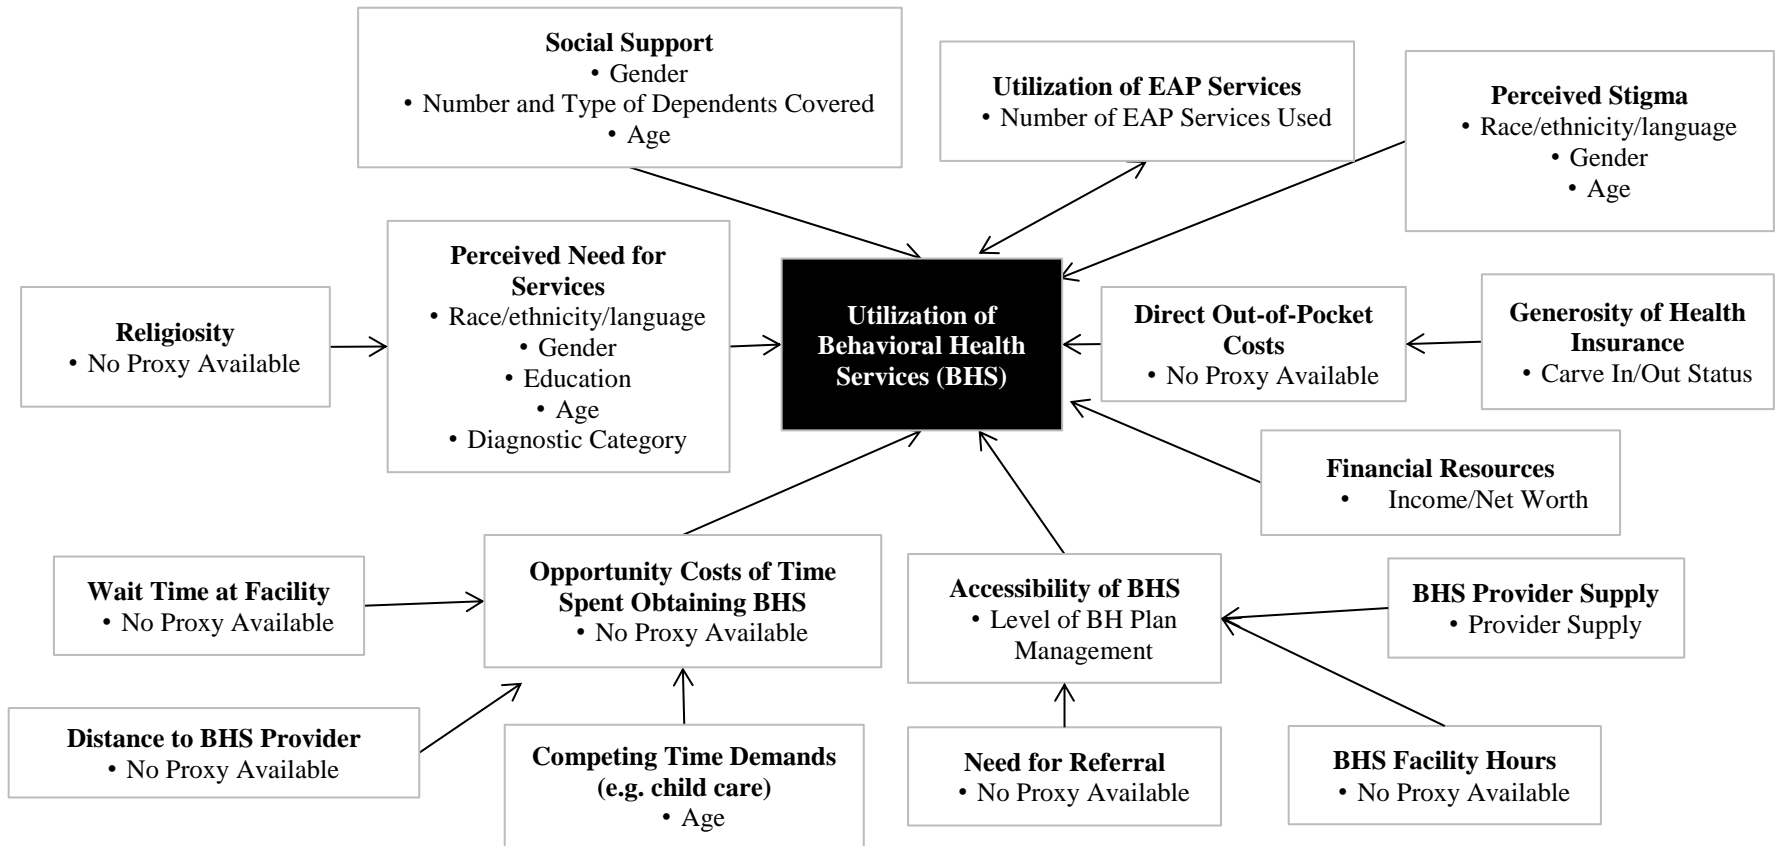 Social Support
• Gender
• Number and Type of Dependents Covered
• Age
Utilization of EAP Services
• Number of EAP Services Used
Perceived Stigma
• Race/ethnicity/language
• Gender
• Age
Religiosity
• No Proxy Available
Perceived Need for
Services
• Race/ethnicity/language
• Gender
• Education
• Age
• Diagnostic Category
Utilization of
Behavioral Health
Services (BHS)
Direct Out-of-Pocket
Costs
• No Proxy Available
Generosity of Health
Insurance
• Carve In/Out Status
Financial Resources
• Income/Net Worth
Wait Time at Facility
• No Proxy Available
Opportunity Costs of Time
Spent Obtaining BHS
• No Proxy Available
Accessibility of BHS
• Level of BH Plan
Management
BHS Provider Supply
• Provider Supply
Distance to BHS Provider
• No Proxy Available
Competing Time Demands
(e.g. child care)
• Age
Need for Referral
• No Proxy Available
BHS Facility Hours
• No Proxy Available